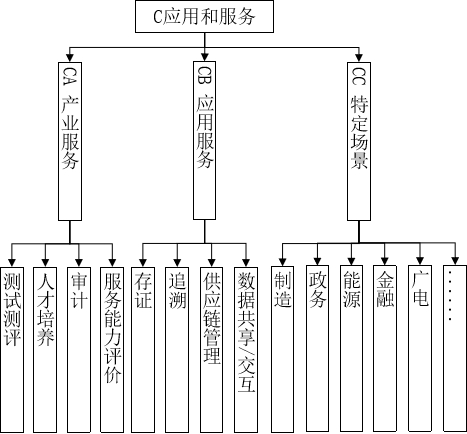 C应用和服务
CA 产业服务
CB 应用服务
CC 特定场景
测试测评
人才培养
审计
服务能力评价
存证
追溯
供应链管理
数据共享/交互
制造
政务
能源
金融
广电
......